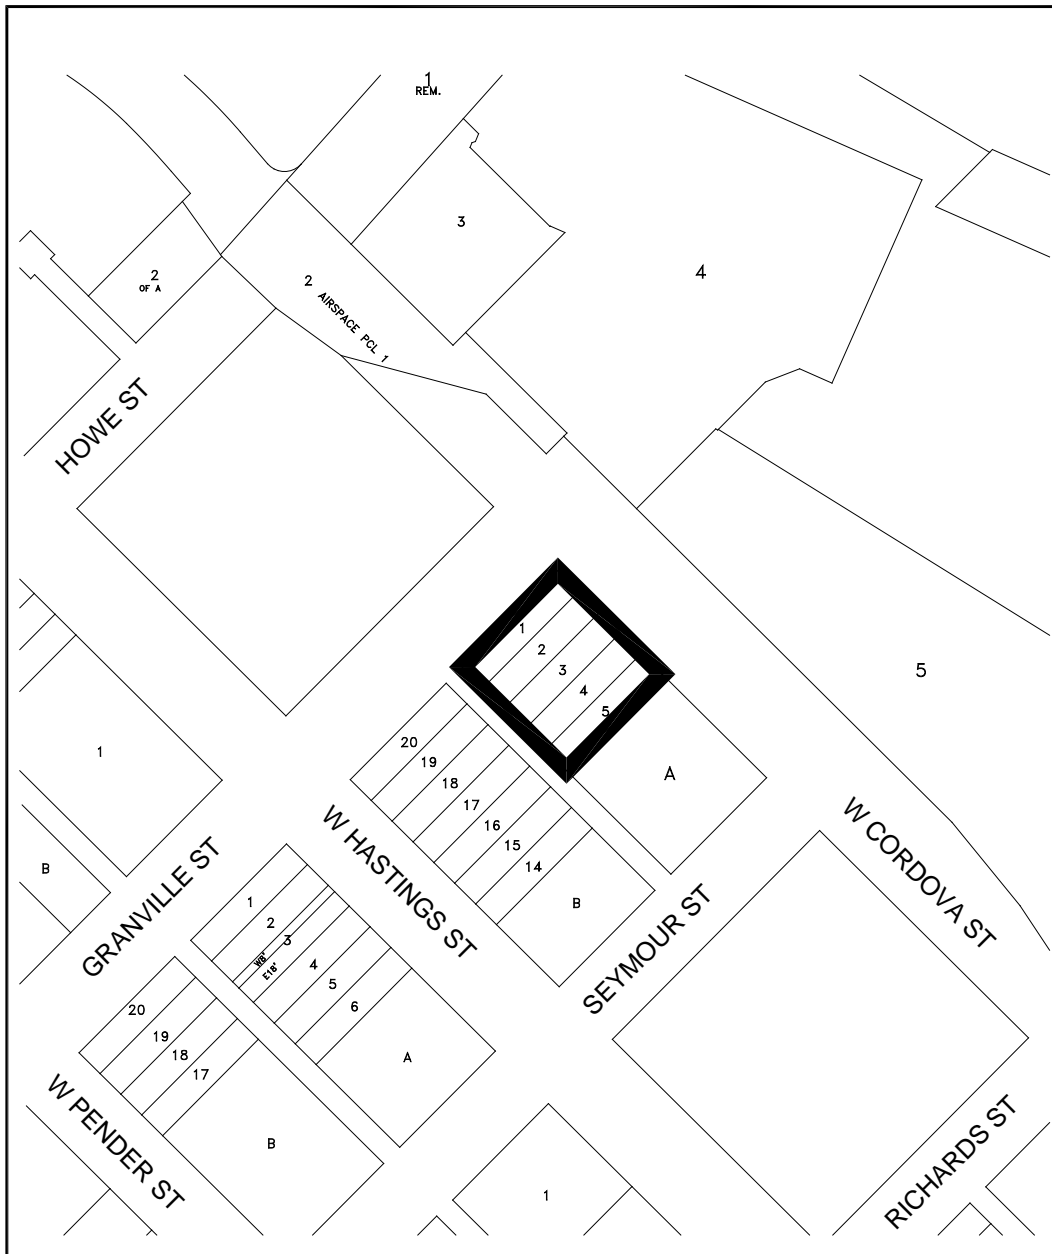 1
REM.
3
4
2
OF A
2
AIRSPACE PCL 1
HOWE ST
1
2
3
4
5
5
1
20
19
18
17
16
15
14
B
A
W HASTINGS ST
W CORDOVA ST
B
GRANVILLE ST
SEYMOUR ST
1
2
3
W8'
E18'
4
5
6
A
20
19
18
17
B
W PENDER ST
1
RICHARDS ST